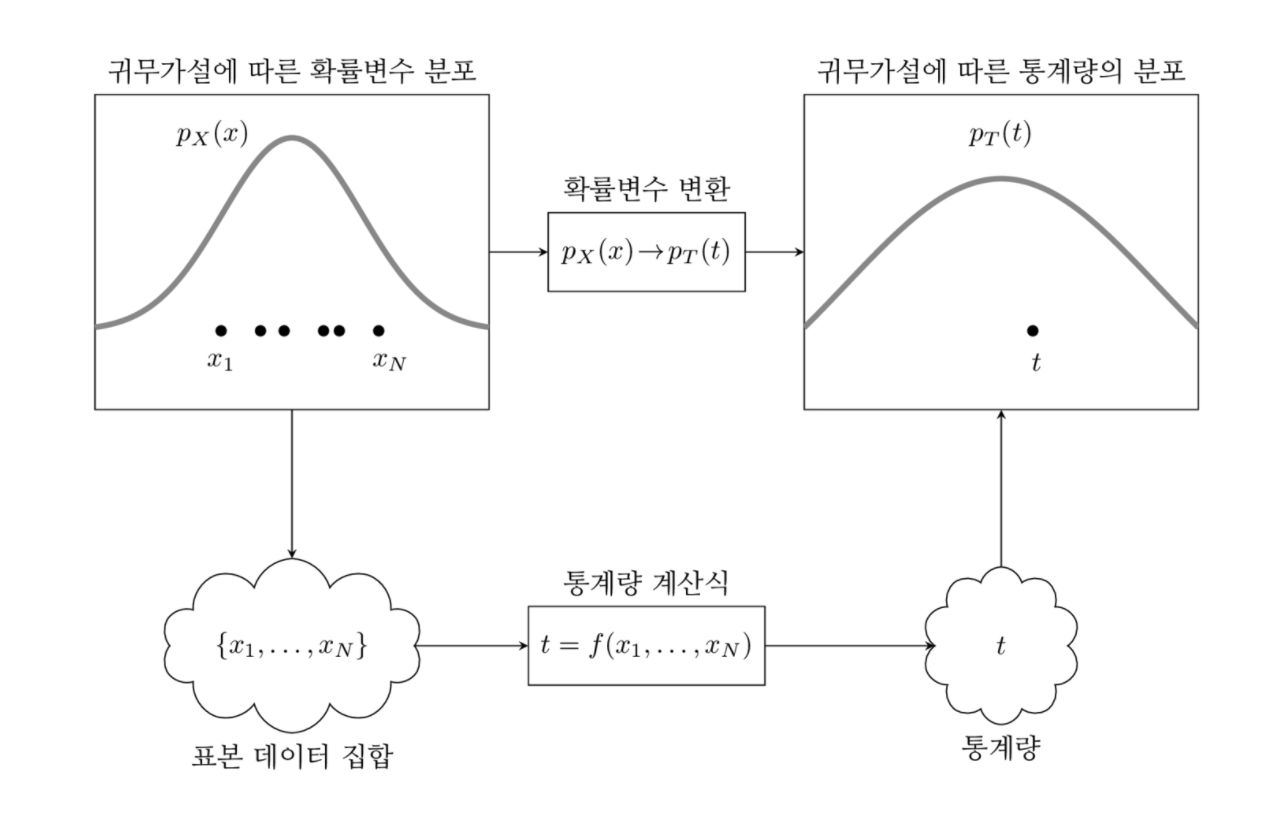 귀무가설에 따른 확률변수 분포
귀무가설에 따른 통계량의 분포
p_X(x)
p_T(t)
확률변수 변환
p_X(x)→p_T(t)
x_1
x_N
t
통계량 계산식
{x_1,...,x_N}
t = f(x_1,...,x_N)
t
표본 데이터 집합
통계량